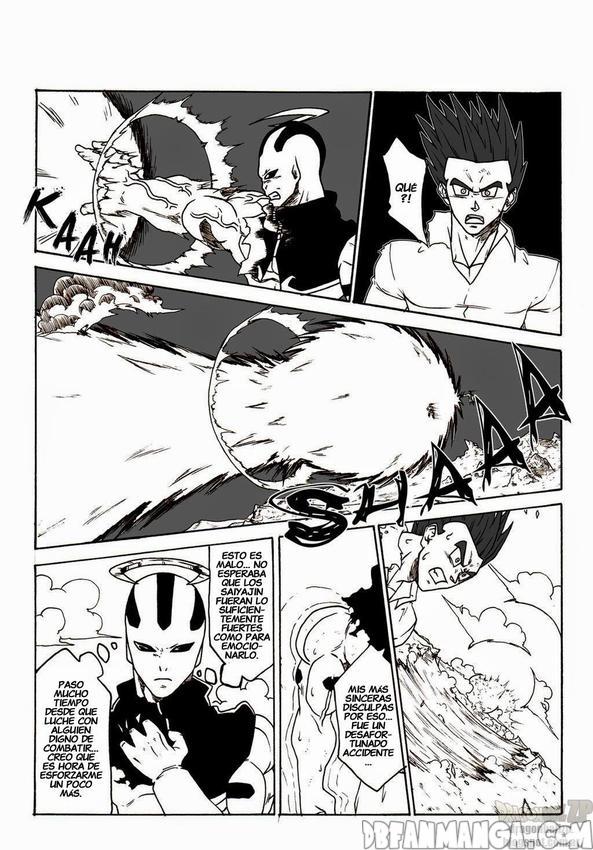 QUÉ
?!
KAAH
SHAAAA
ESTO ES
MALO... NO
ESPERABA
QUE LOS
SAIYAJIN
FUERAN LO
SUFICIEN-
TEMENTE
FUERTES
COMO PARA
EMOCIO-
NARLO.
PASO
MUCHO
TIEMPO
DESDE QUE
LUCHE CON
ALGUIEN
DIGNO DE
COMBATIR...
CREO QUE
ES HORA DE
ESFORZARME
UN POCO
MÁS.
MIS MÁS
SINCERAS
DISCULPAS
POR ESO...
FUE UN
DESAFOR-
TUNADO
ACCIDENTE
DBFANMANGA.COM